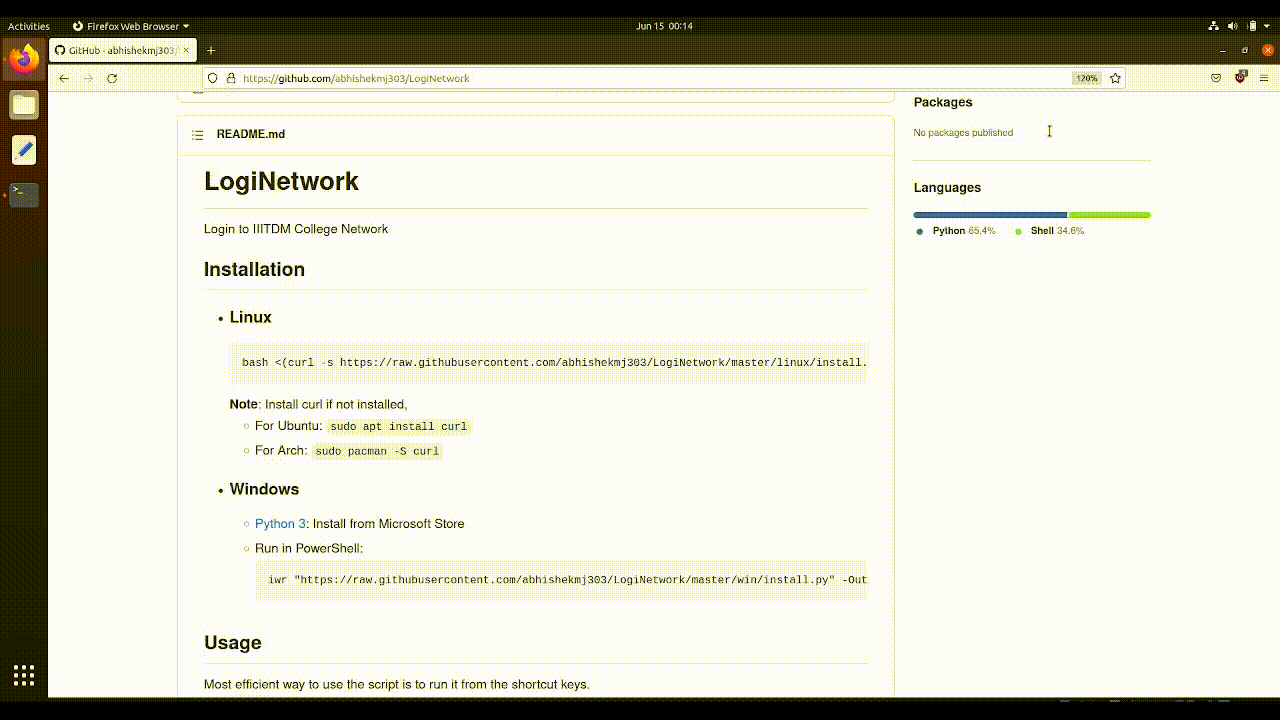 Activities
Firefox Web Browser
Jun 15 00:14
GitHub - abhishekmj303/
https://github.com/abhishekmj303/LogiNetwork
120%
README.md
LogiNetwork
Login to IIITDM College Network
Installation
Linux
bash <(curl -s https://raw.githubusercontent.com/abhishekmj303/LogiNetwork/master/linux/install.
Note: Install curl if not installed,
For Ubuntu: sudo apt install curl
For Arch: sudo pacman -S curl
Windows
Python 3: Install from Microsoft Store
Run in PowerShell:
iwr "https://raw.githubusercontent.com/abhishekmj303/LogiNetwork/master/win/install.py" -Out
Usage
Most efficient way to use the script is to run it from the shortcut keys.
Packages
No packages published
Languages
Python 65.4% Shell 34.6%